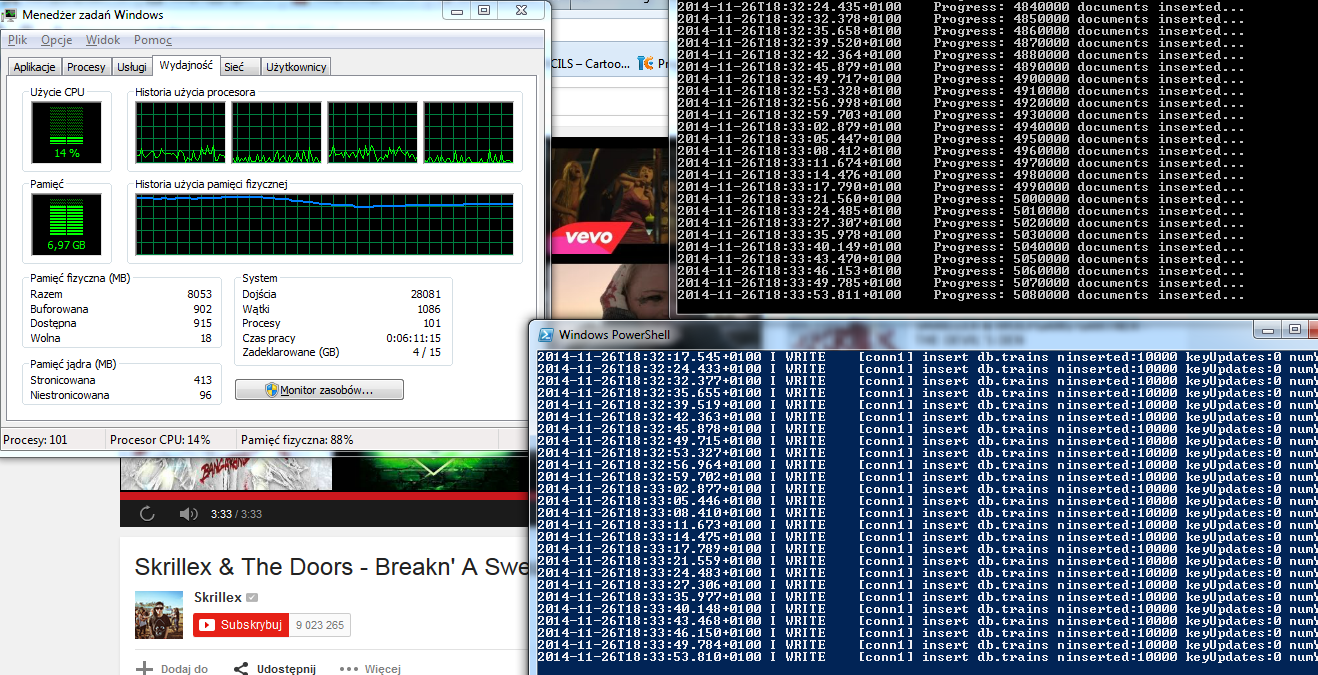 Menedżer zadań Windows
Plik Opcje Widok Pomoc
Aplikacje Procesy Usługi Wydajność Sieć Użytkownicy
Użycie CPU
14 %
Historia użycia procesora
Pamięć
6,97 GB
Historia użycia pamięci fizycznej
Pamięć fizyczna (MB)
Razem 8053
Buforowana 902
Dostępna 915
Wolna 18
Pamięć jądra (MB)
Stronicowana 413
Niestronicowana 96
System
Dojścia 28081
Wątki 1086
Procesy 101
Czas pracy 0:06:11:15
Zadeklarowane (GB) 4 / 15
Monitor zasobów...
Procesy: 101 Procesor CPU: 14% Pamięć fizyczna: 88%
CILS – Cartoo... TC Pr
vevo
2014-11-26T18:32:24.435+0100 Progress: 4840000 documents inserted...
2014-11-26T18:32:32.378+0100 Progress: 4850000 documents inserted...
2014-11-26T18:32:35.658+0100 Progress: 4860000 documents inserted...
2014-11-26T18:32:39.520+0100 Progress: 4870000 documents inserted...
2014-11-26T18:32:42.364+0100 Progress: 4880000 documents inserted...
2014-11-26T18:32:45.879+0100 Progress: 4890000 documents inserted...
2014-11-26T18:32:49.717+0100 Progress: 4900000 documents inserted...
2014-11-26T18:32:53.328+0100 Progress: 4910000 documents inserted...
2014-11-26T18:32:56.998+0100 Progress: 4920000 documents inserted...
2014-11-26T18:32:59.703+0100 Progress: 4930000 documents inserted...
2014-11-26T18:33:02.879+0100 Progress: 4940000 documents inserted...
2014-11-26T18:33:05.447+0100 Progress: 4950000 documents inserted...
2014-11-26T18:33:08.412+0100 Progress: 4960000 documents inserted...
2014-11-26T18:33:11.674+0100 Progress: 4970000 documents inserted...
2014-11-26T18:33:14.476+0100 Progress: 4980000 documents inserted...
2014-11-26T18:33:17.790+0100 Progress: 4990000 documents inserted...
2014-11-26T18:33:21.560+0100 Progress: 5000000 documents inserted...
2014-11-26T18:33:24.485+0100 Progress: 5010000 documents inserted...
2014-11-26T18:33:27.307+0100 Progress: 5020000 documents inserted...
2014-11-26T18:33:35.978+0100 Progress: 5030000 documents inserted...
2014-11-26T18:33:40.149+0100 Progress: 5040000 documents inserted...
2014-11-26T18:33:43.470+0100 Progress: 5050000 documents inserted...
2014-11-26T18:33:46.153+0100 Progress: 5060000 documents inserted...
2014-11-26T18:33:49.785+0100 Progress: 5070000 documents inserted...
2014-11-26T18:33:53.811+0100 Progress: 5080000 documents inserted...
Windows PowerShell
2014-11-26T18:32:17.545+0100 I WRITE [conn1] insert db.trains ninserted:10000 keyUpdates:0 numY
2014-11-26T18:32:24.433+0100 I WRITE [conn1] insert db.trains ninserted:10000 keyUpdates:0 numY
2014-11-26T18:32:32.377+0100 I WRITE [conn1] insert db.trains ninserted:10000 keyUpdates:0 numY
2014-11-26T18:32:35.655+0100 I WRITE [conn1] insert db.trains ninserted:10000 keyUpdates:0 numY
2014-11-26T18:32:39.519+0100 I WRITE [conn1] insert db.trains ninserted:10000 keyUpdates:0 numY
2014-11-26T18:32:42.363+0100 I WRITE [conn1] insert db.trains ninserted:10000 keyUpdates:0 numY
2014-11-26T18:32:45.878+0100 I WRITE [conn1] insert db.trains ninserted:10000 keyUpdates:0 numY
2014-11-26T18:32:49.715+0100 I WRITE [conn1] insert db.trains ninserted:10000 keyUpdates:0 numY
2014-11-26T18:32:53.327+0100 I WRITE [conn1] insert db.trains ninserted:10000 keyUpdates:0 numY
2014-11-26T18:32:56.964+0100 I WRITE [conn1] insert db.trains ninserted:10000 keyUpdates:0 numY
2014-11-26T18:32:59.702+0100 I WRITE [conn1] insert db.trains ninserted:10000 keyUpdates:0 numY
2014-11-26T18:33:02.877+0100 I WRITE [conn1] insert db.trains ninserted:10000 keyUpdates:0 numY
2014-11-26T18:33:05.446+0100 I WRITE [conn1] insert db.trains ninserted:10000 keyUpdates:0 numY
2014-11-26T18:33:08.410+0100 I WRITE [conn1] insert db.trains ninserted:10000 keyUpdates:0 numY
2014-11-26T18:33:11.673+0100 I WRITE [conn1] insert db.trains ninserted:10000 keyUpdates:0 numY
2014-11-26T18:33:14.475+0100 I WRITE [conn1] insert db.trains ninserted:10000 keyUpdates:0 numY
2014-11-26T18:33:17.789+0100 I WRITE [conn1] insert db.trains ninserted:10000 keyUpdates:0 numY
2014-11-26T18:33:21.559+0100 I WRITE [conn1] insert db.trains ninserted:10000 keyUpdates:0 numY
2014-11-26T18:33:24.483+0100 I WRITE [conn1] insert db.trains ninserted:10000 keyUpdates:0 numY
2014-11-26T18:33:27.306+0100 I WRITE [conn1] insert db.trains ninserted:10000 keyUpdates:0 numY
2014-11-26T18:33:35.977+0100 I WRITE [conn1] insert db.trains ninserted:10000 keyUpdates:0 numY
2014-11-26T18:33:40.148+0100 I WRITE [conn1] insert db.trains ninserted:10000 keyUpdates:0 numY
2014-11-26T18:33:43.468+0100 I WRITE [conn1] insert db.trains ninserted:10000 keyUpdates:0 numY
2014-11-26T18:33:46.150+0100 I WRITE [conn1] insert db.trains ninserted:10000 keyUpdates:0 numY
2014-11-26T18:33:49.784+0100 I WRITE [conn1] insert db.trains ninserted:10000 keyUpdates:0 numY
2014-11-26T18:33:53.810+0100 I WRITE [conn1] insert db.trains ninserted:10000 keyUpdates:0 numY
BANGARANG
3:33 / 3:33
Skrillex & The Doors - Breakn' A Swe
Skrillex
Subskrybuj 9 023 265
Dodaj do Udostępnij Więcej